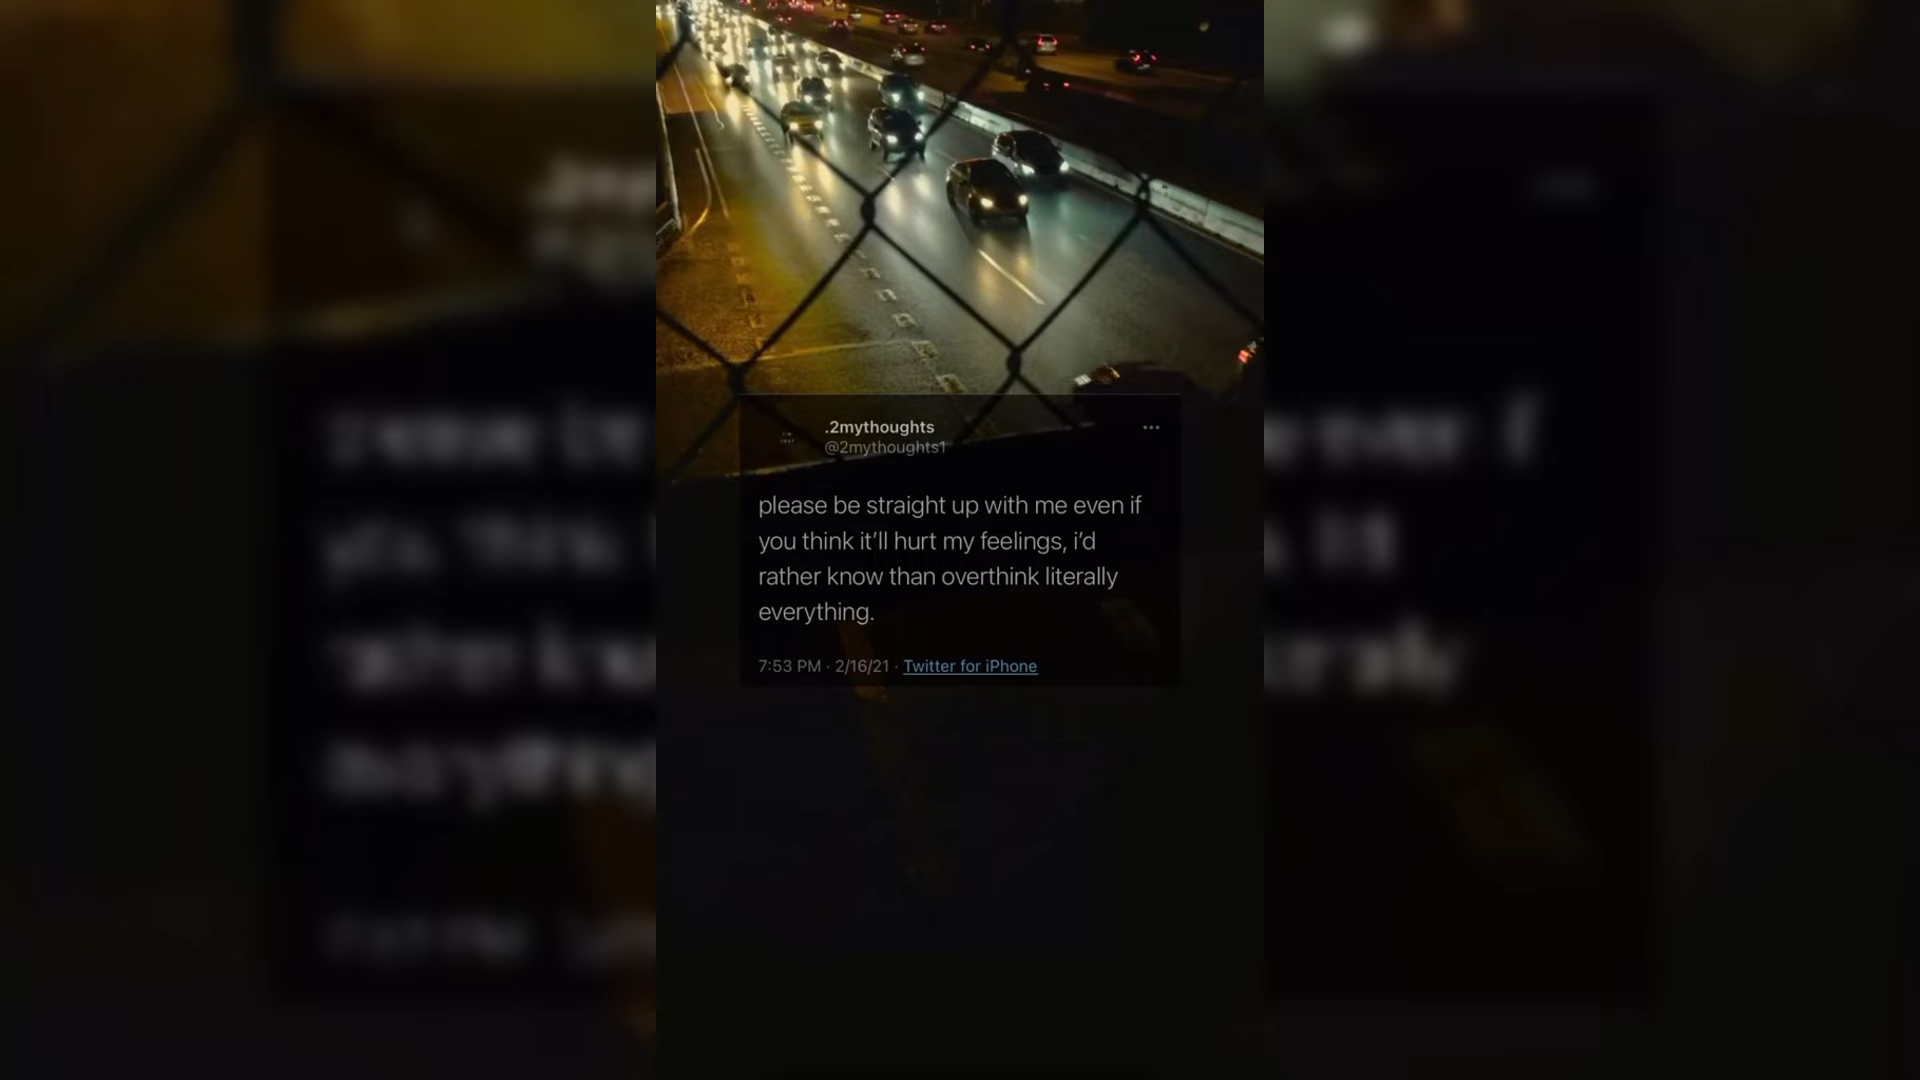 .2mythoughts
@2mythoughts1
please be straight up with me even if
you think it’ll hurt my feelings, i’d
rather know than overthink literally
everything.
7:53 PM · 2/16/21 · Twitter for iPhone